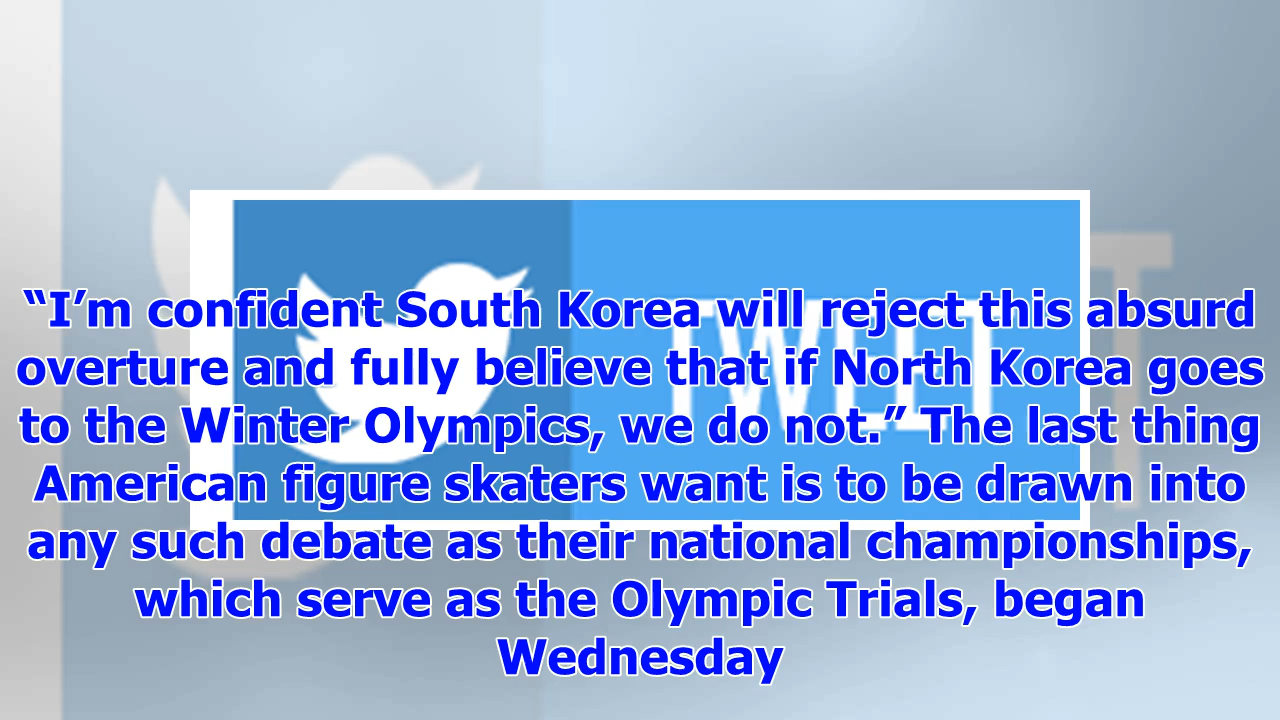 “I’m confident South Korea will reject this absurd
overture and fully believe that if North Korea goes
to the Winter Olympics, we do not.” The last thing
American figure skaters want is to be drawn into
any such debate as their national championships,
which serve as the Olympic Trials, began
Wednesday
TWEET